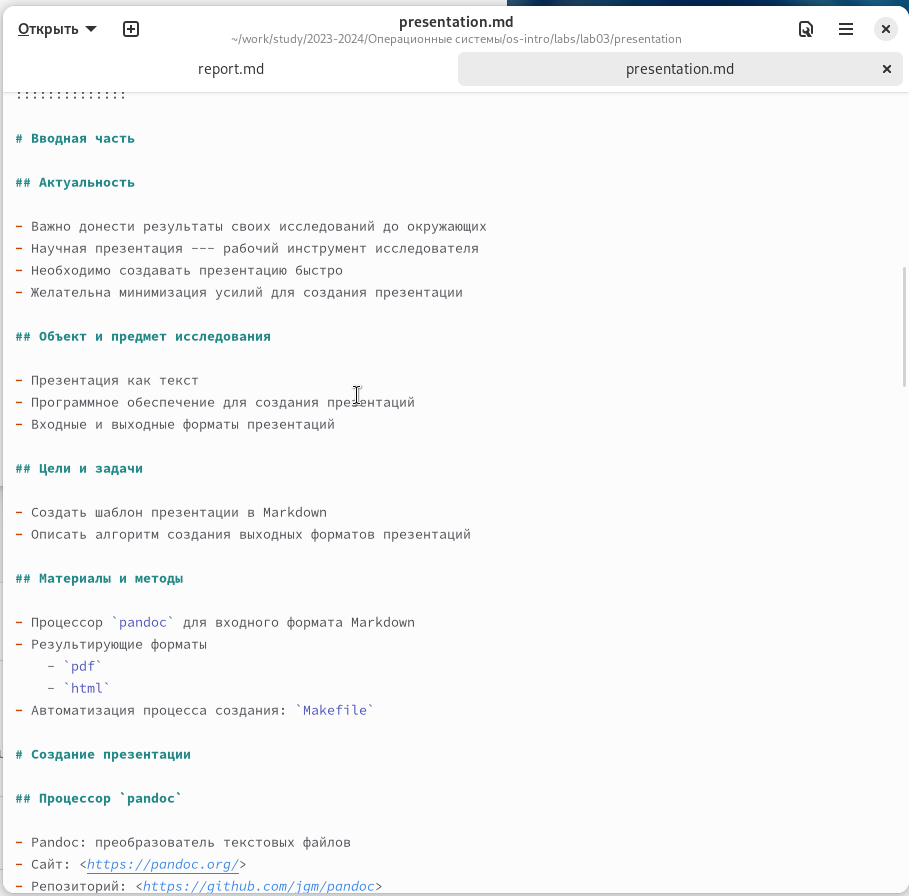 Открыть
presentation.md
~/work/study/2023-2024/Операционные системы/os-intro/labs/lab03/presentation
report.md
presentation.md
::::::::::::::
# Вводная часть
## Актуальность
- Важно донести результаты своих исследований до окружающих
- Научная презентация --- рабочий инструмент исследователя
- Необходимо создавать презентацию быстро
- Желательна минимизация усилий для создания презентации
## Объект и предмет исследования
- Презентация как текст
- Программное обеспечение для создания презентаций
- Входные и выходные форматы презентаций
## Цели и задачи
- Создать шаблон презентации в Markdown
- Описать алгоритм создания выходных форматов презентаций
## Материалы и методы
- Процессор `pandoc` для входного формата Markdown
- Результирующие форматы
- `pdf`
- `html`
- Автоматизация процесса создания: `Makefile`
# Создание презентации
## Процессор `pandoc`
- Pandoc: преобразователь текстовых файлов
- Сайт: <https://pandoc.org/>
- Репозиторий: <https://github.com/jgm/pandoc>